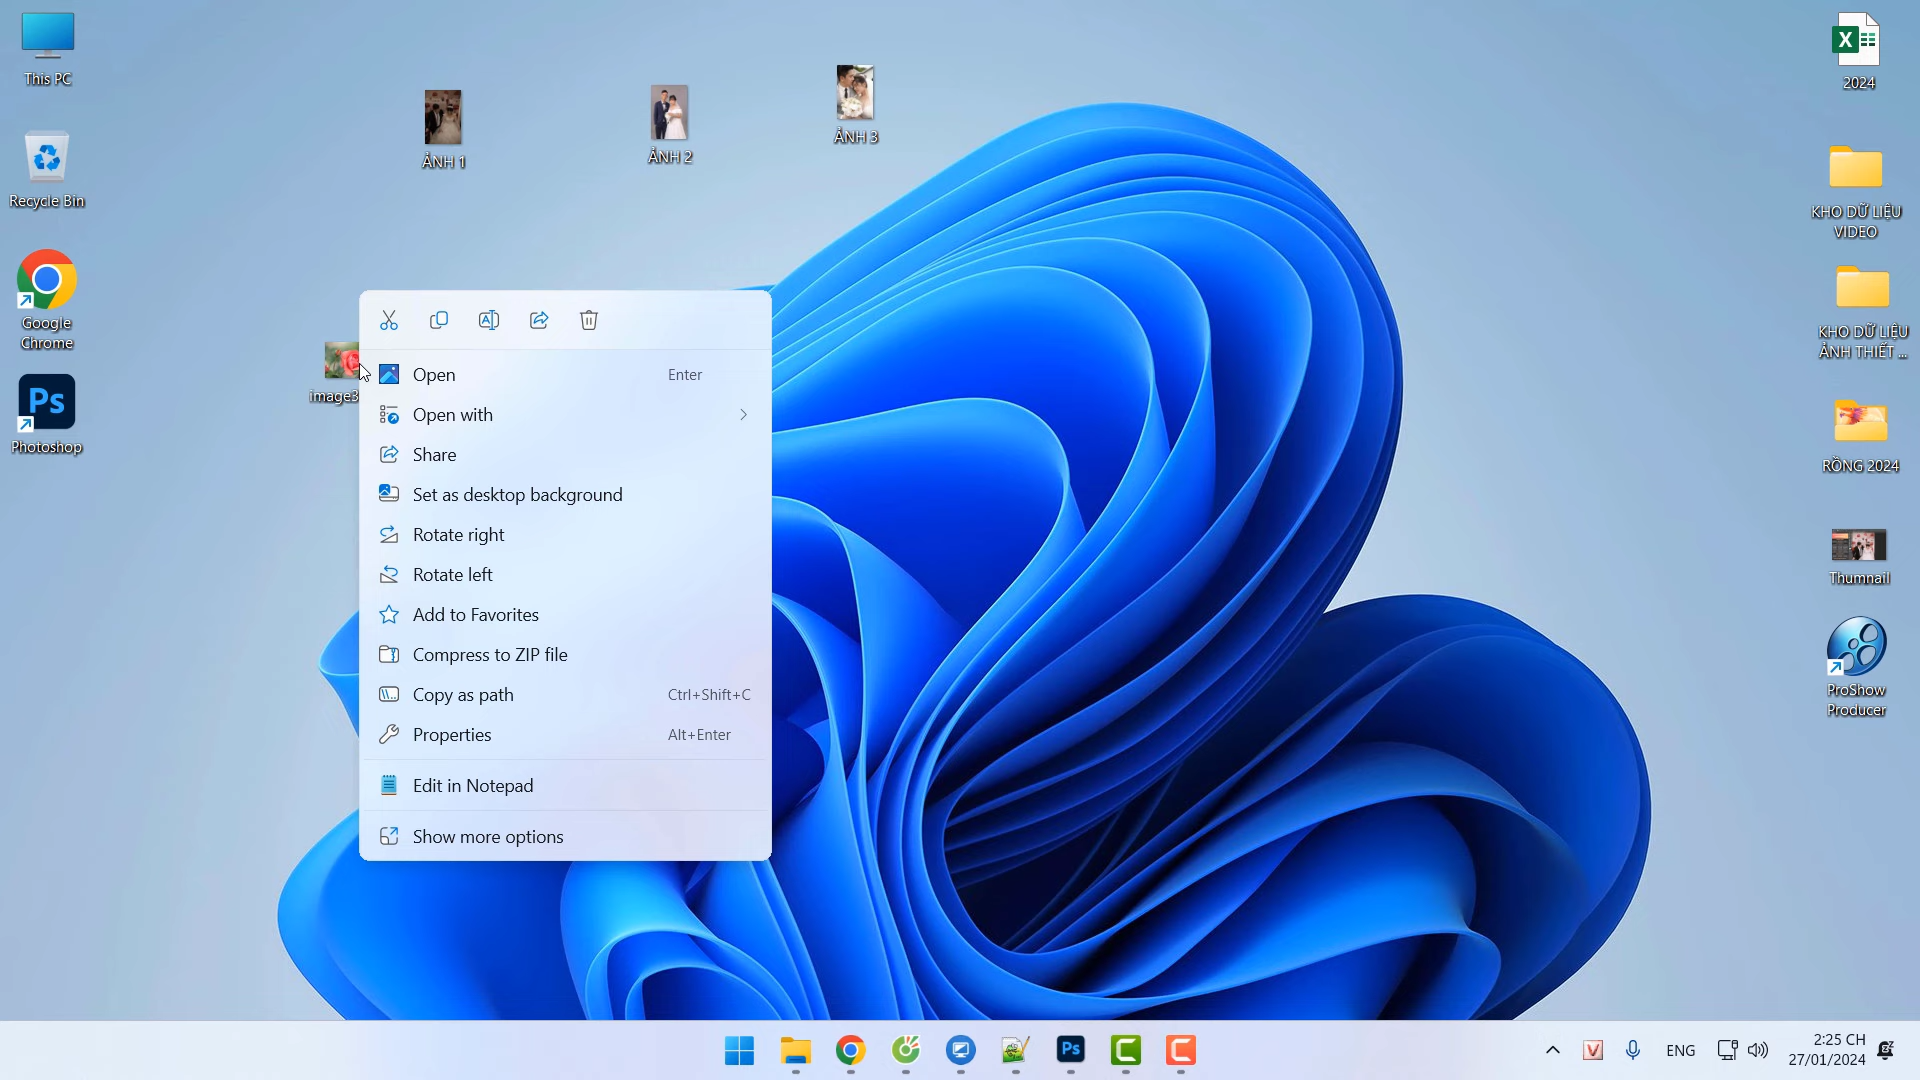 This PC
Recycle Bin
Google
Chrome
Ps
Photoshop
ẢNH 1
ẢNH 2
ẢNH 3
image3
Open Enter
Open with
Share
Set as desktop background
Rotate right
Rotate left
Add to Favorites
Compress to ZIP file
Copy as path Ctrl+Shift+C
Properties Alt+Enter
Edit in Notepad
Show more options
2024
KHO DỮ LIỆU
VIDEO
KHO DỮ LIỆU
ẢNH THIẾT ...
RỒNG 2024
Thumnail
ProShow
Producer
Ps
V
ENG
2:25 CH
27/01/2024